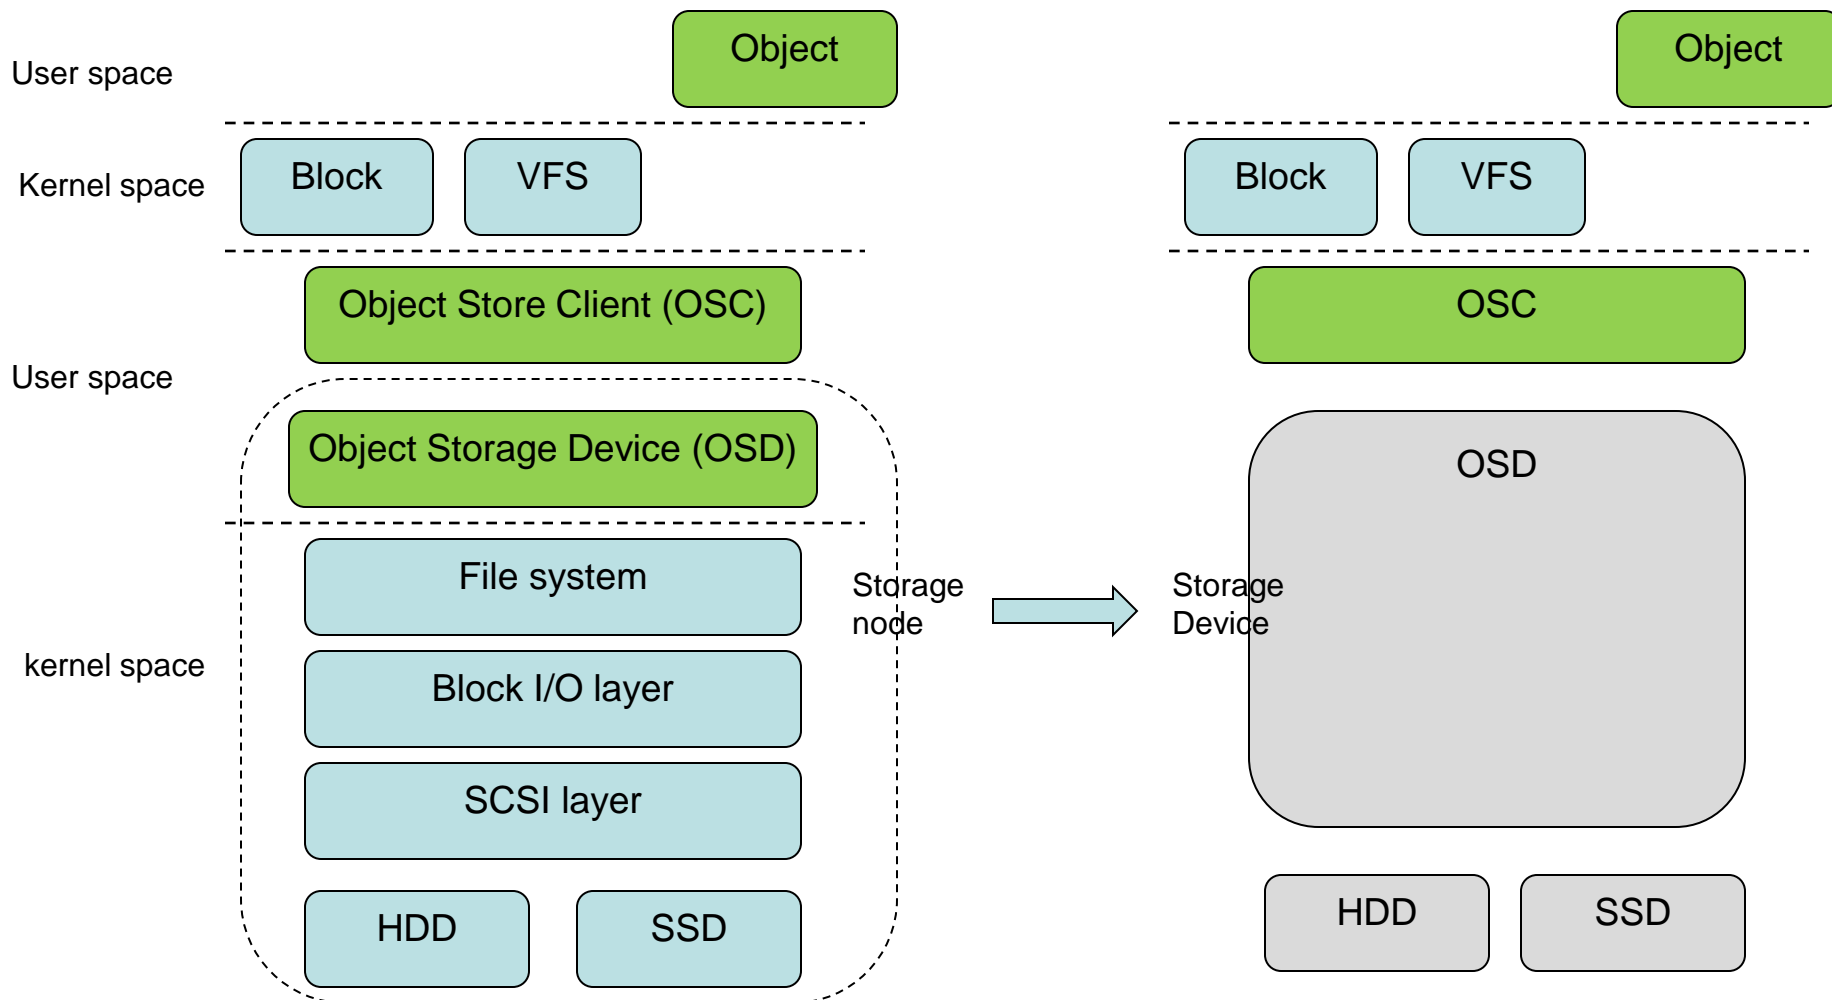 Object
Object
User space
Block
VFS
Block
VFS
Kernel space
Object Store Client (OSC)
OSC
User space
Object Storage Device (OSD)
OSD
File system
Storage
node
Storage
Device
kernel space
Block I/O layer
SCSI layer
HDD
SSD
HDD
SSD